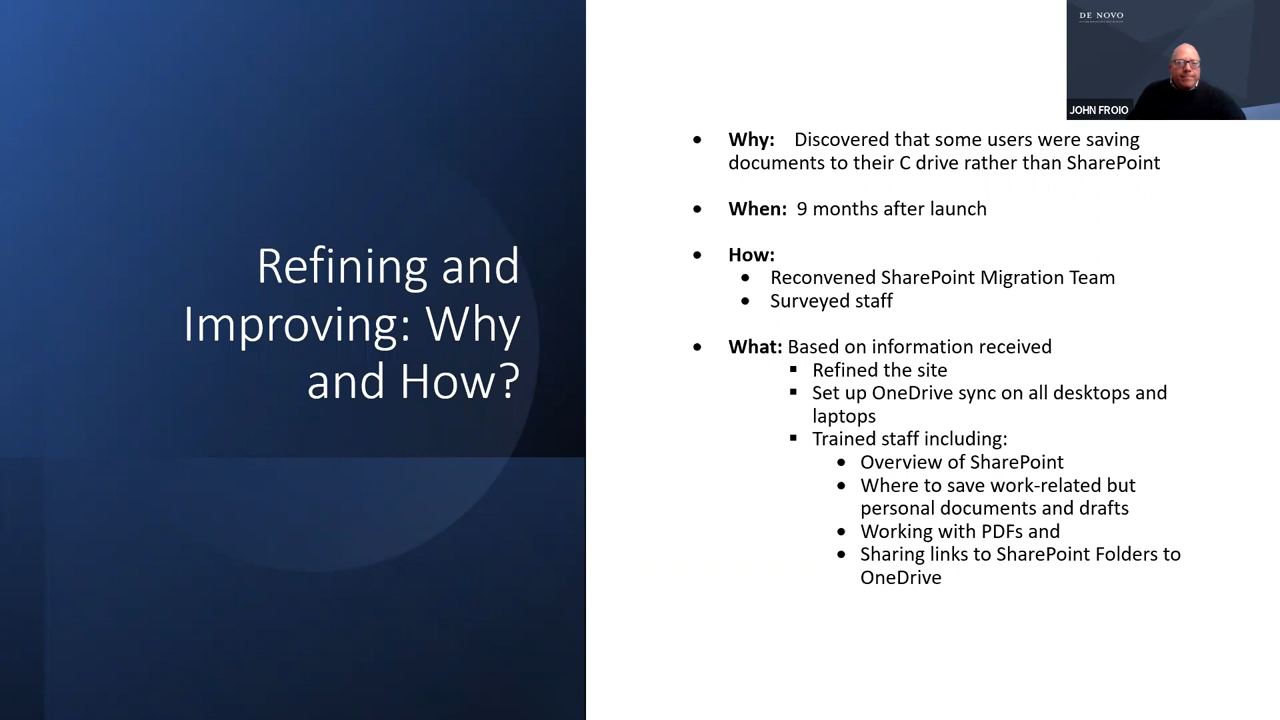 DE NOVO
JOHN FROIO
Refining and
Improving: Why
and How?
• Why: Discovered that some users were saving
documents to their C drive rather than SharePoint
• When: 9 months after launch
• How:
• Reconvened SharePoint Migration Team
• Surveyed staff
• What: Based on information received
▪ Refined the site
▪ Set up OneDrive sync on all desktops and
laptops
▪ Trained staff including:
• Overview of SharePoint
• Where to save work-related but
personal documents and drafts
• Working with PDFs and
• Sharing links to SharePoint Folders to
OneDrive